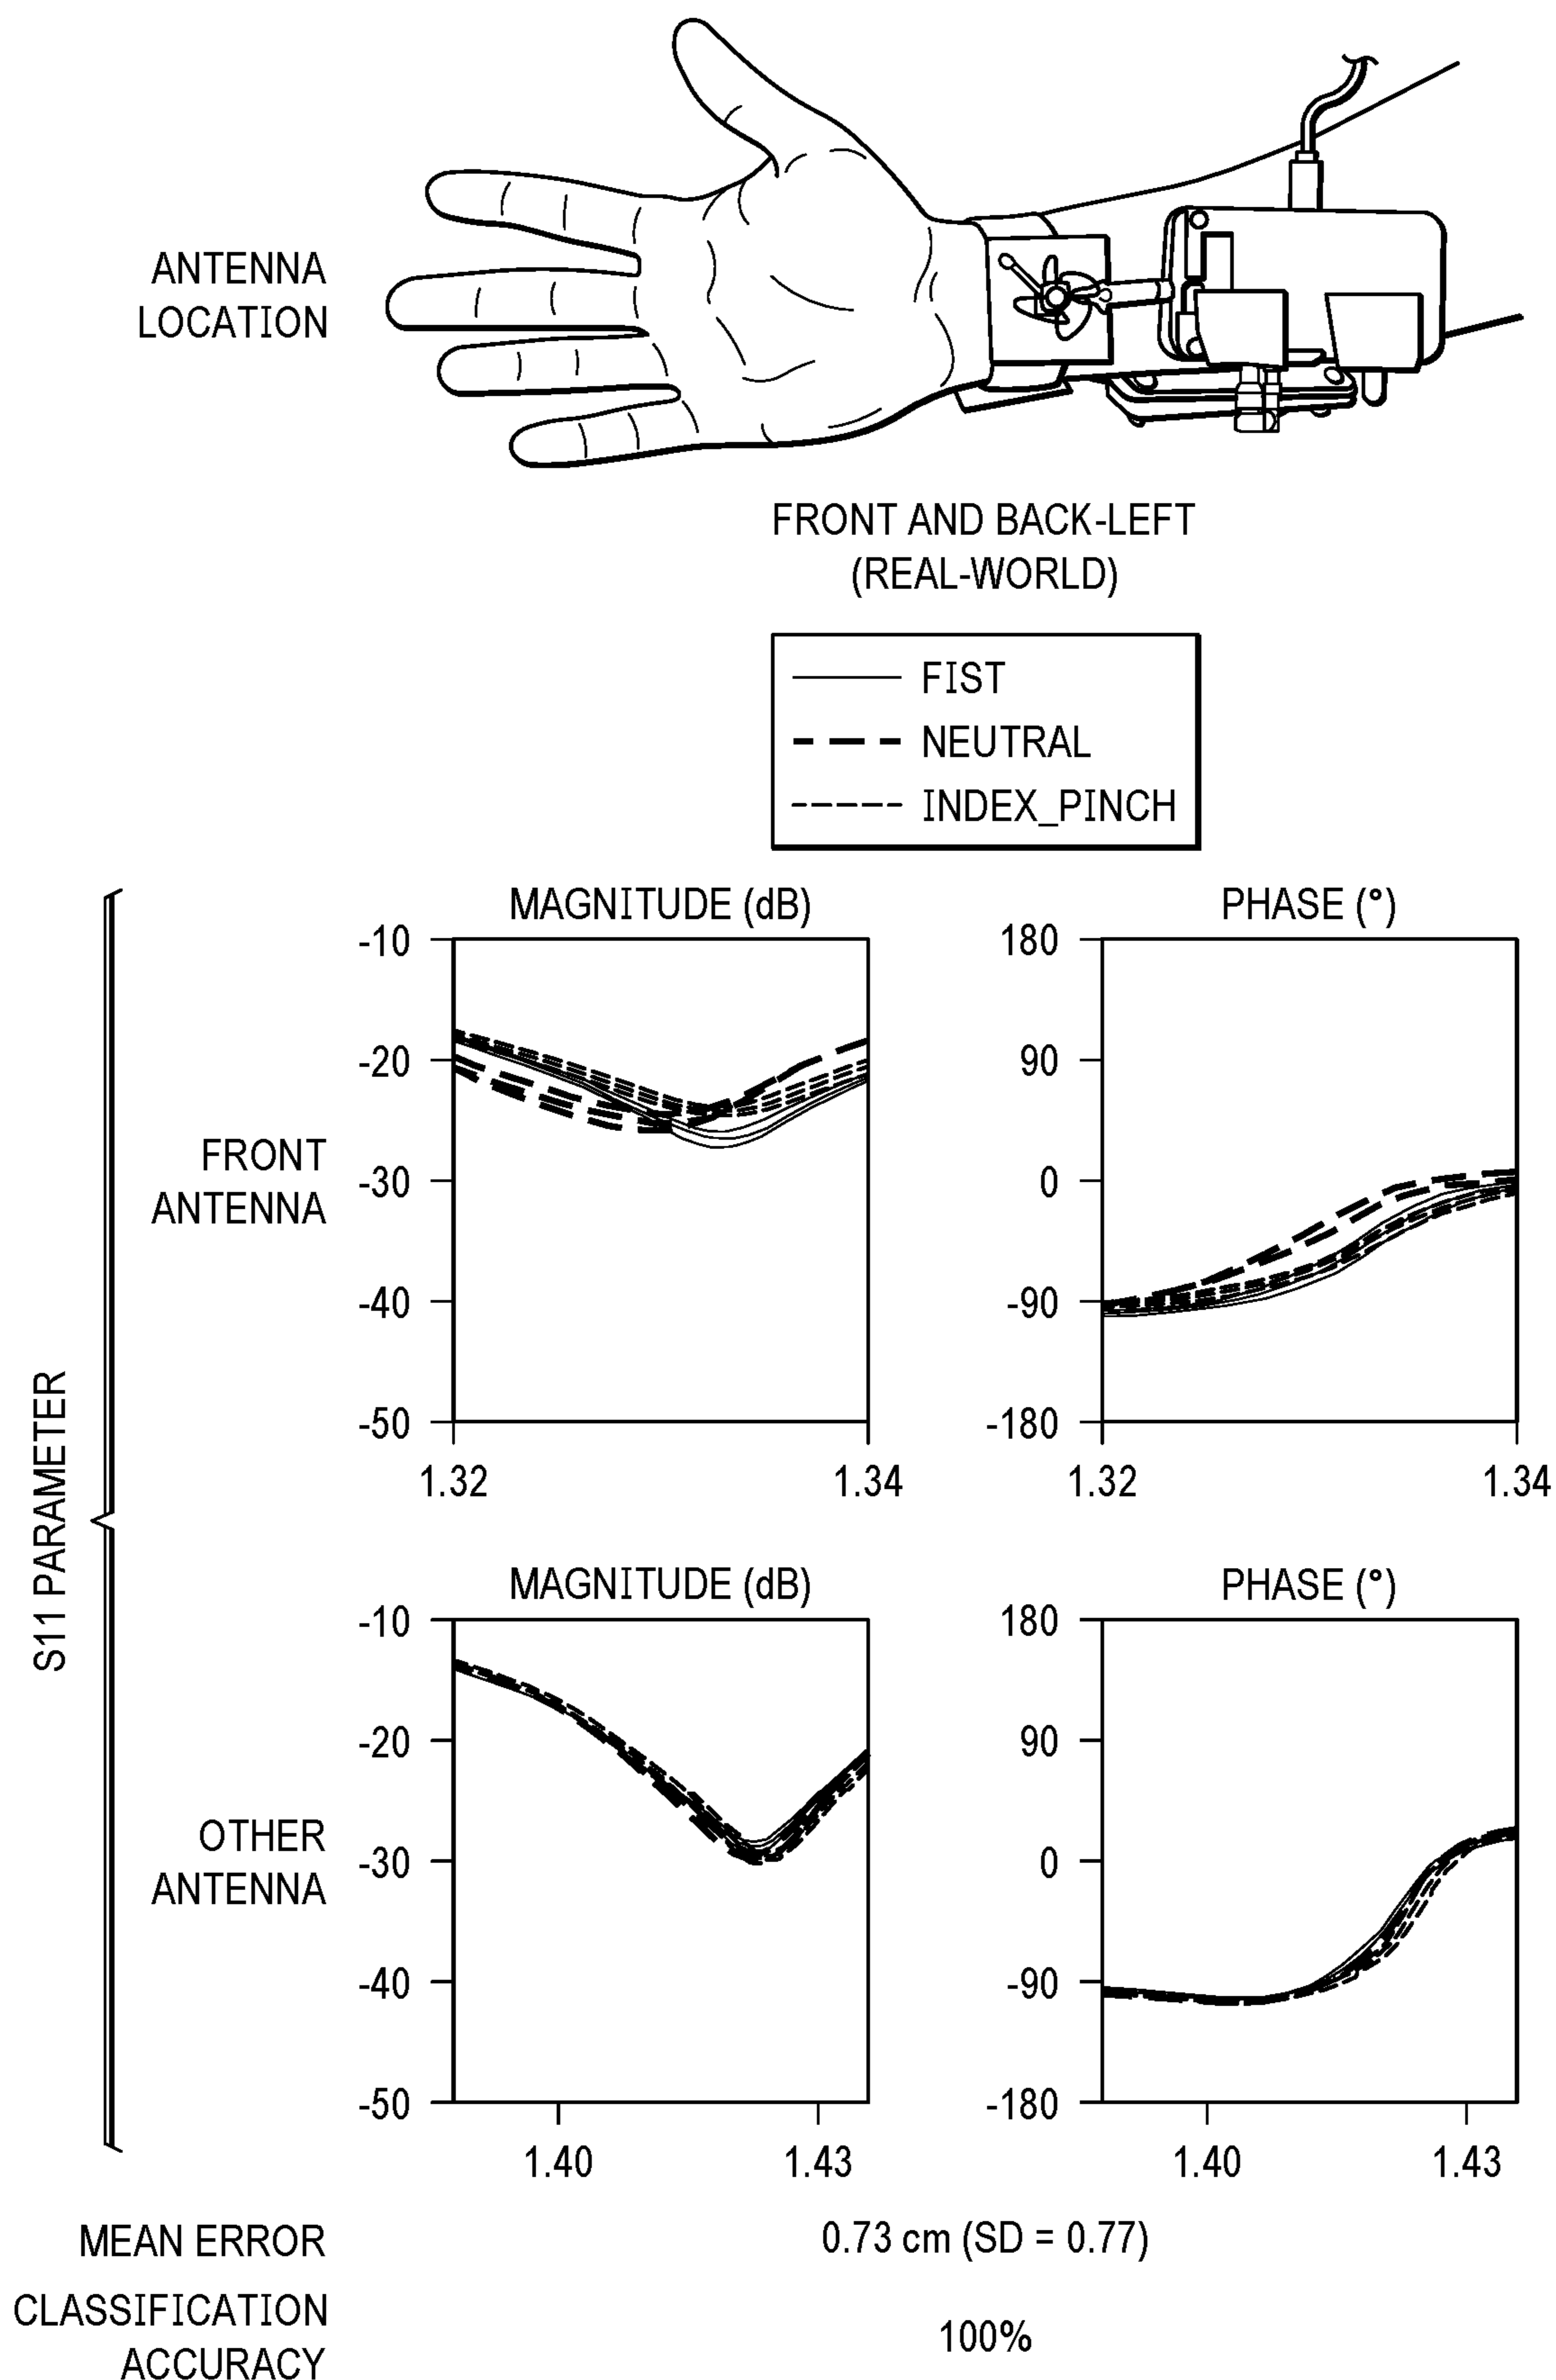 ANTENNA
LOCATION
FRONT AND BACK-LEFT
(REAL-WORLD)
FIST
NEUTRAL
INDEX_PINCH
S11 PARAMETER
FRONT
ANTENNA
MAGNITUDE (dB)
-10
-20
-30
-40
-50
1.32
1.34
PHASE (°)
180
90
0
-90
-180
1.32
1.34
OTHER
ANTENNA
MAGNITUDE (dB)
-10
-20
-30
-40
-50
1.40
1.43
PHASE (°)
180
90
0
-90
-180
1.40
1.43
MEAN ERROR
0.73 cm (SD = 0.77)
CLASSIFICATION
ACCURACY
100%